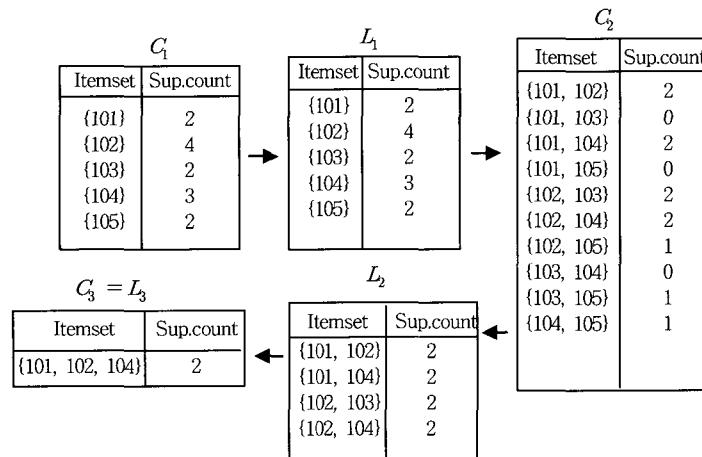 C1
Itemset Sup.count
{101} 2
{102} 4
{103} 2
{104} 3
{105} 2
L1
Itemset Sup.count
{101} 2
{102} 4
{103} 2
{104} 3
{105} 2
C2
Itemset Sup.count
{101, 102} 2
{101, 103} 0
{101, 104} 2
{101, 105} 0
{102, 103} 2
{102, 104} 2
{102, 105} 1
{103, 104} 0
{103, 105} 1
{104, 105} 1
C3 = L3
Itemset Sup.count
{101, 102, 104} 2
L2
Itemset Sup.count
{101, 102} 2
{101, 104} 2
{102, 103} 2
{102, 104} 2